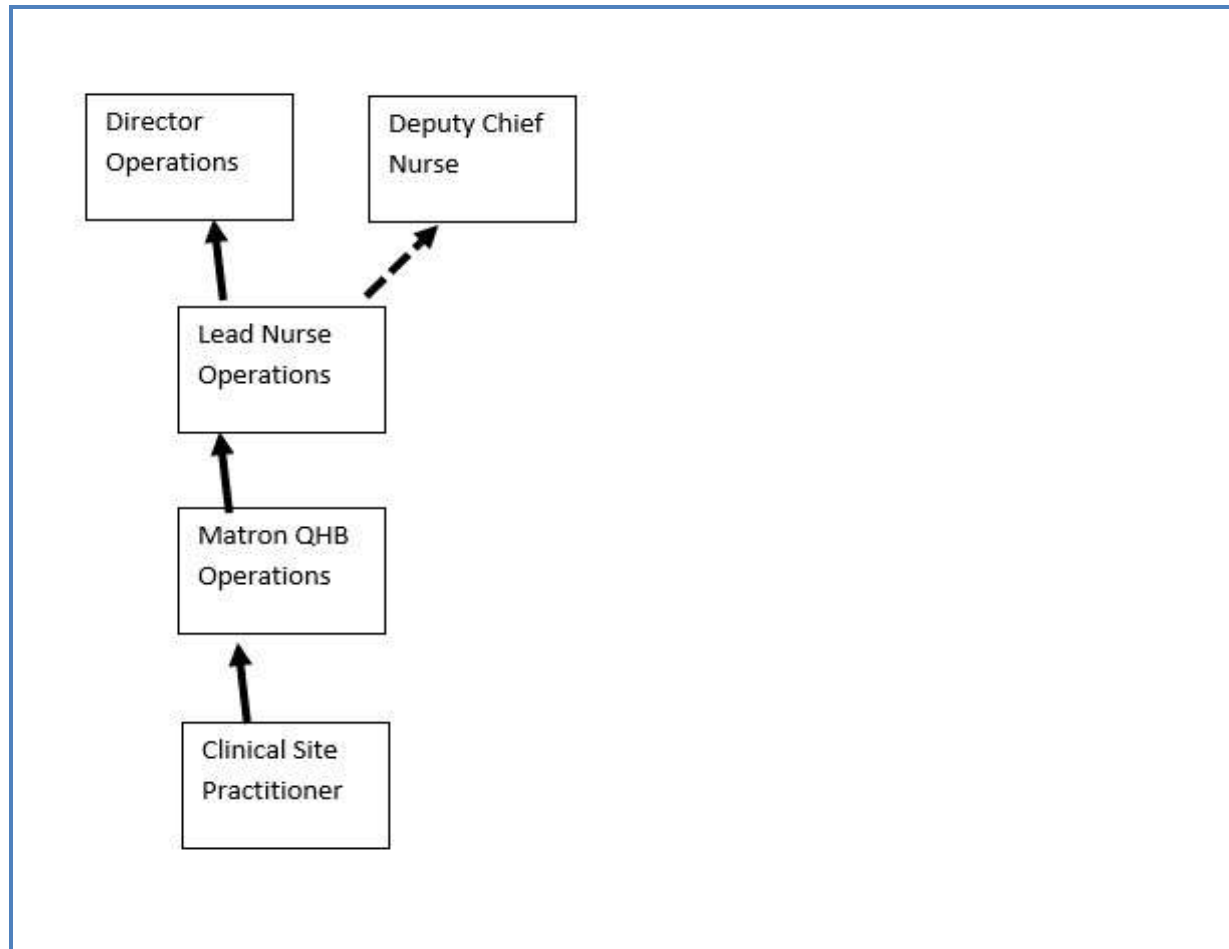 Director
Operations
Deputy Chief
Nurse
Lead Nurse
Operations
Matron QHB
Operations
Clinical Site
Practitioner